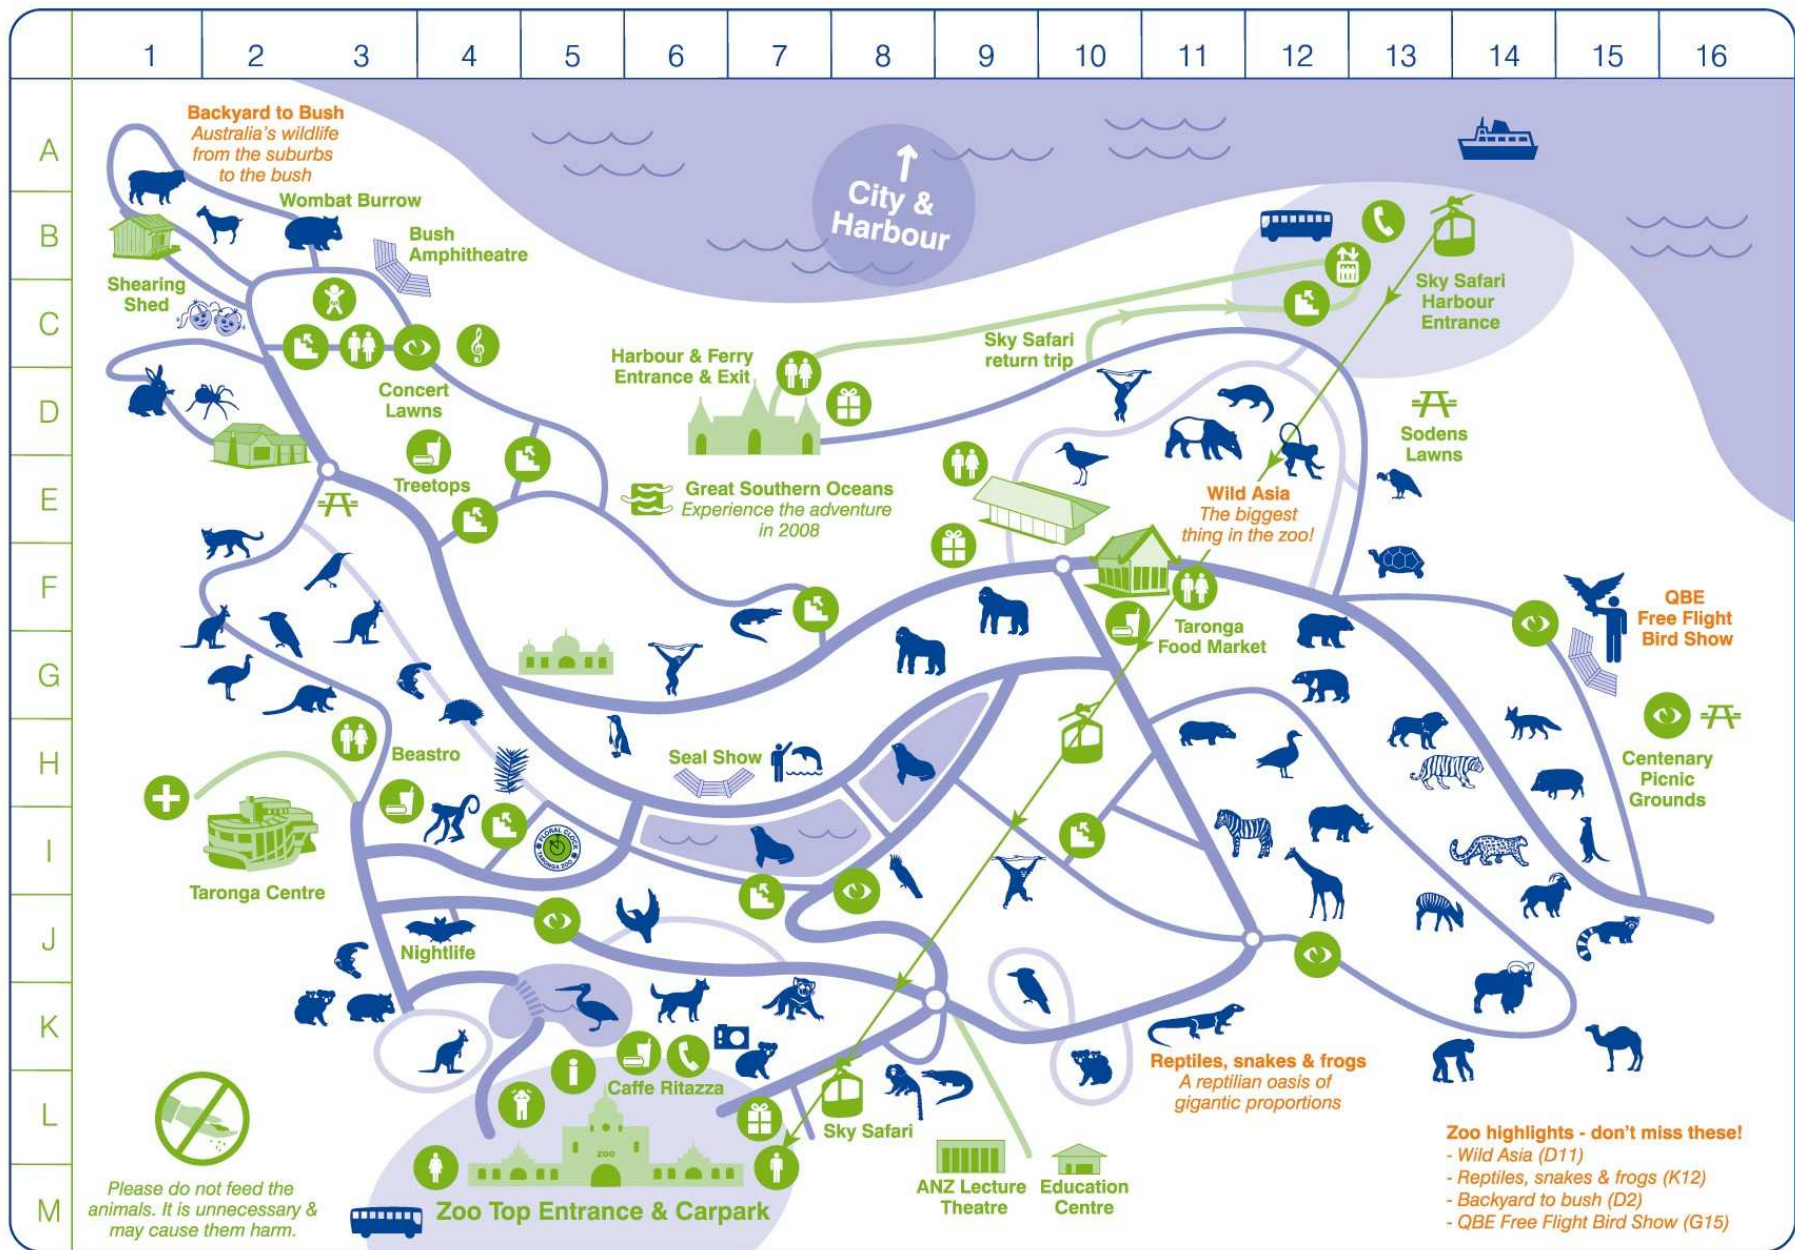 1 2 3 4 5 6 7 8 9 10 11 12 13 14 15 16
A
B
C
D
E
F
G
H
I
J
K
L
M
Backyard to Bush
Australia's wildlife
from the suburbs
to the bush
Wombat Burrow
Bush
Amphitheatre
Shearing
Shed
City &
Harbour
Sky Safari
Harbour
Entrance
Sky Safari
return trip
Harbour & Ferry
Entrance & Exit
Concert
Lawns
Treetops
Sodens
Lawns
Great Southern Oceans
Experience the adventure
in 2008
Wild Asia
The biggest
thing in the zoo!
QBE
Free Flight
Bird Show
Taronga
Food Market
Beastro
Seal Show
Centenary
Picnic
Grounds
FLORAL CLOCK
TARONGA ZOO
Taronga Centre
Nightlife
Reptiles, snakes & frogs
A reptilian oasis of
gigantic proportions
i
Caffe Ritazza
Sky Safari
ZOO
Zoo Top Entrance & Carpark
ANZ Lecture
Theatre
Education
Centre
Please do not feed the
animals. It is unnecessary &
may cause them harm.
Zoo highlights - don't miss these!
- Wild Asia (D11)
- Reptiles, snakes & frogs (K12)
- Backyard to bush (D2)
- QBE Free Flight Bird Show (G15)